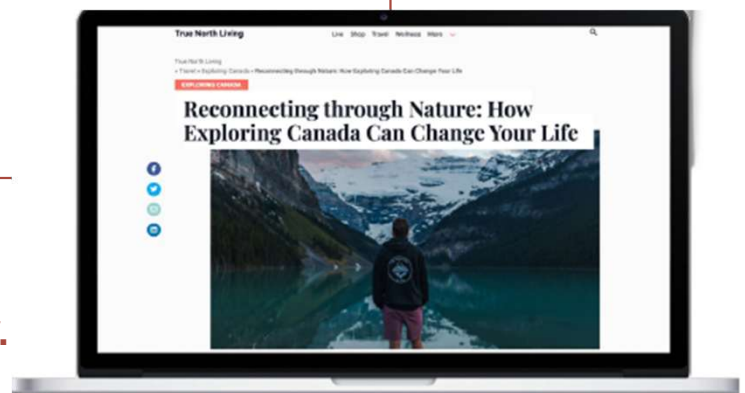 True North Living
Live Shop Travel Wellness More
True North Living
» Travel » Exploring Canada » Reconnecting through Nature: How Exploring Canada Can Change Your Life
EXPLORING CANADA
Reconnecting through Nature: How
Exploring Canada Can Change Your Life